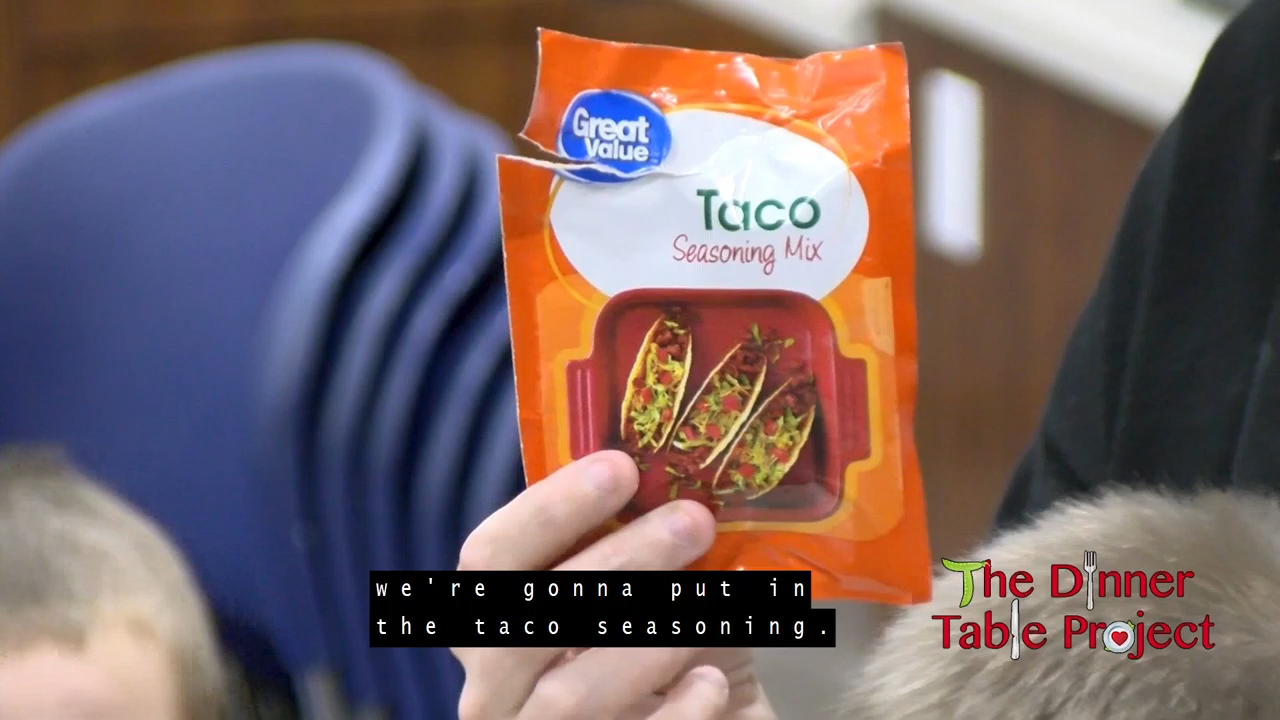 Great
Value
Taco
Seasoning Mix
we're gonna put in
the taco seasoning.
The Dinner
Table Project